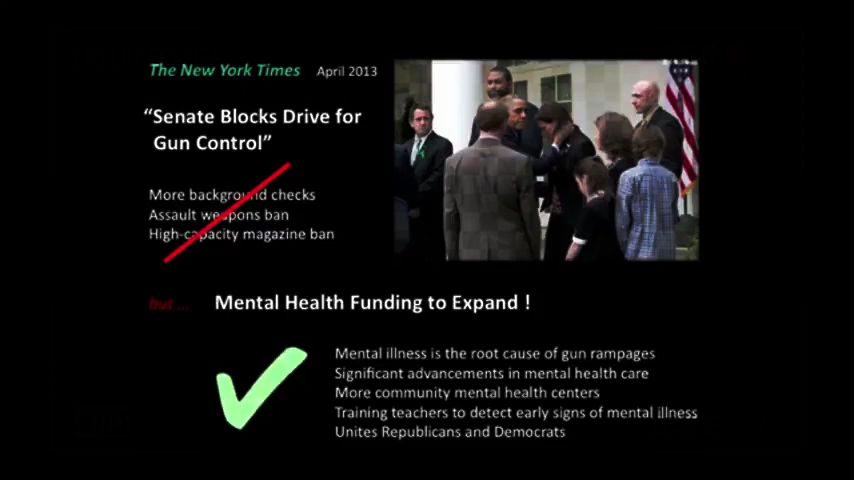 The New York Times April 2013
“Senate Blocks Drive for
Gun Control”
More background checks
Assault weapons ban
High-capacity magazine ban
but ... Mental Health Funding to Expand !
Mental illness is the root cause of gun rampages
Significant advancements in mental health care
More community mental health centers
Training teachers to detect early signs of mental illness
Unites Republicans and Democrats